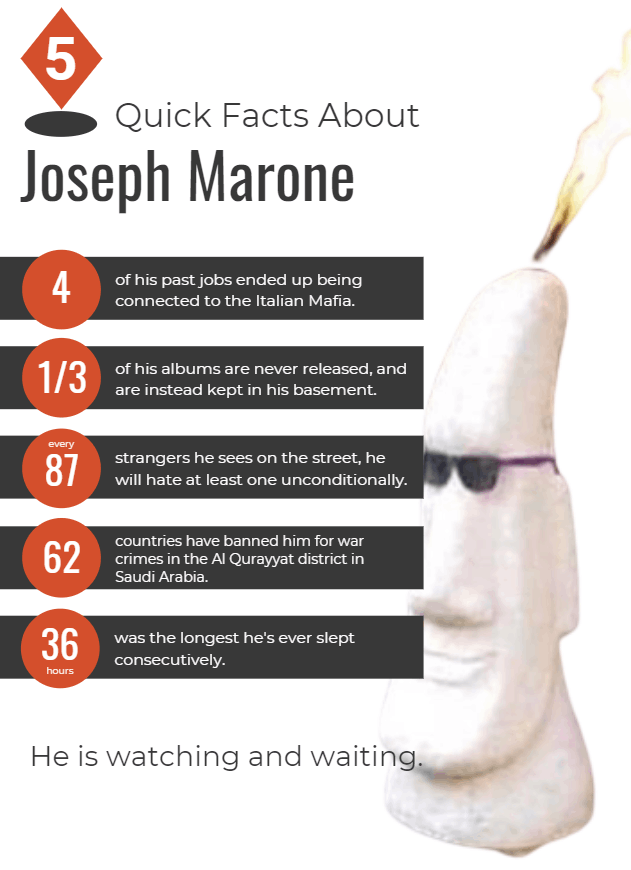 5
Quick Facts About
Joseph Marone
4
of his past jobs ended up being
connected to the Italian Mafia.
1/3
of his albums are never released, and
are instead kept in his basement.
every
87
strangers he sees on the street, he
will hate at least one unconditionally.
62
countries have banned him for war
crimes in the Al Qurayyat district in
Saudi Arabia.
36
hours
was the longest he's ever slept
consecutively.
He is watching and waiting.